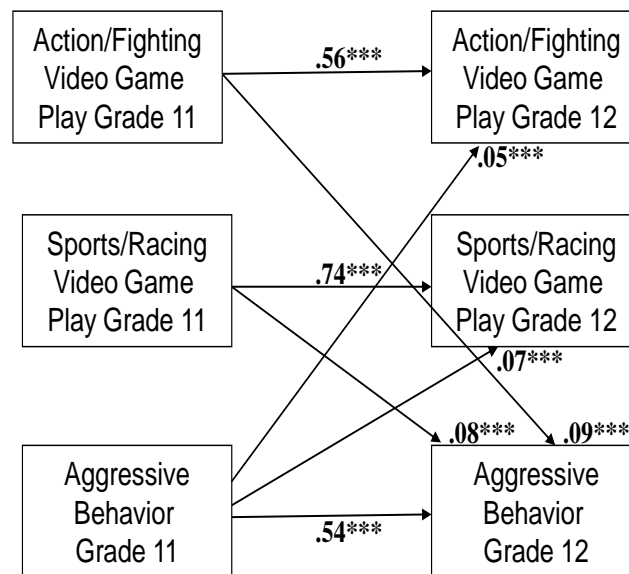 Action/Fighting
Video Game
Play Grade 11
.56***
Action/Fighting
Video Game
Play Grade 12
.05***
Sports/Racing
Video Game
Play Grade 11
.74***
Sports/Racing
Video Game
Play Grade 12
.07***
.08***
.09***
Aggressive
Behavior
Grade 11
.54***
Aggressive
Behavior
Grade 12